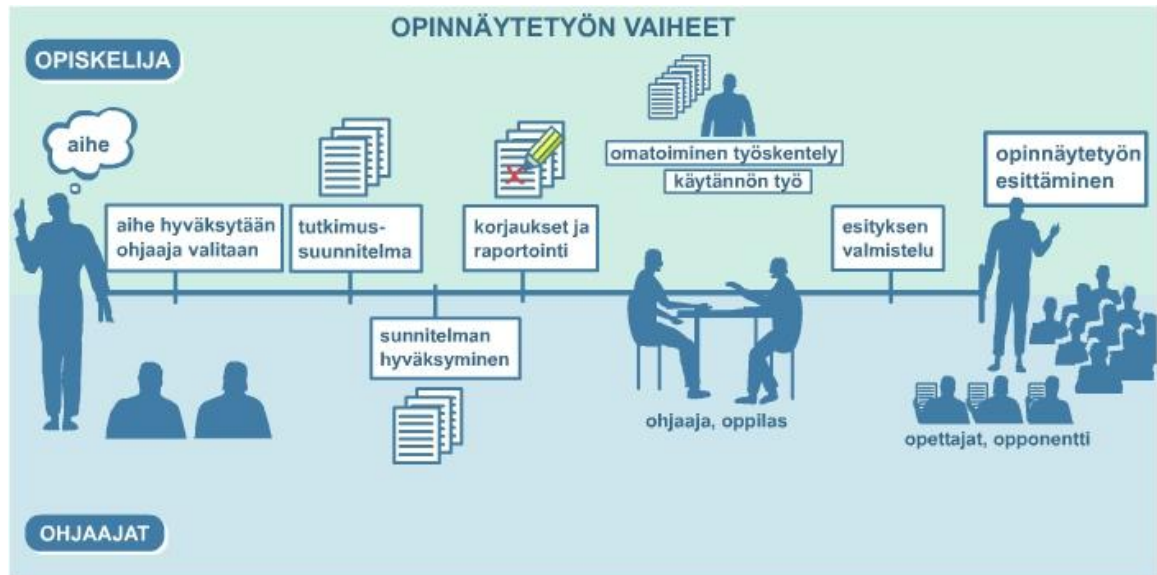 OPINNÄYTETYÖN VAIHEET
OPISKELIJA
aihe
aihe hyväksytään
ohjaaja valitaan
tutkimus-
suunnitelma
sunnitelman
hyväksyminen
korjaukset ja
raportointi
omatoiminen työskentely
käytännön työ
ohjaaja, oppilas
esityksen
valmistelu
opinnäytetyön
esittäminen
opettajat, opponentti
OHJAAJAT